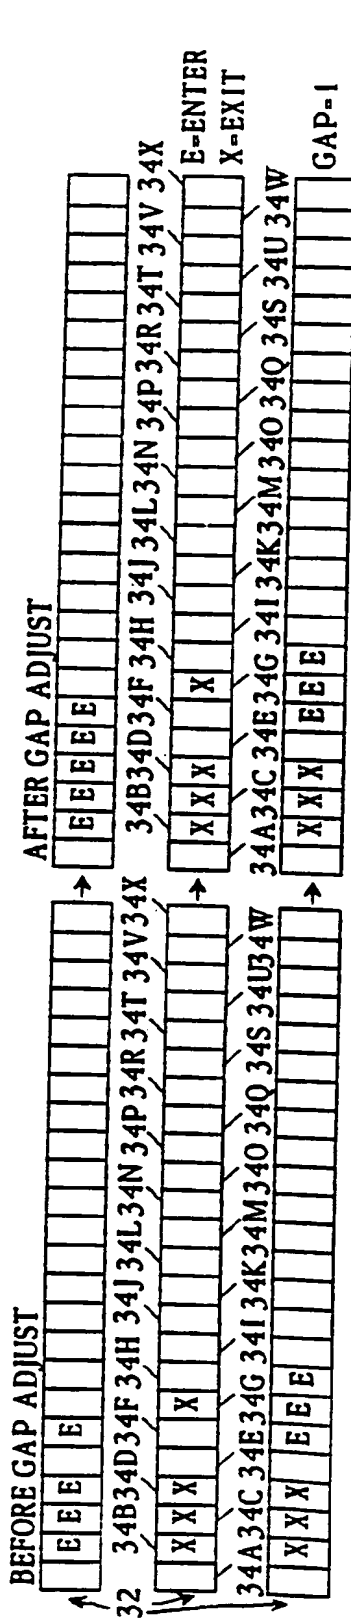 BEFORE GAP ADJUST
E E E E
34B 34D 34F 34H 34J 34L 34N 34P 34R 34T 34V 34X
32
X X X X
34A 34C 34E 34G 34I 34K 34M 34O 34Q 34S 34U 34W
X X X E E E
AFTER GAP ADJUST
E E E E E
34B 34D 34F 34H 34J 34L 34N 34P 34R 34T 34V 34X
X X X X
E=ENTER
X=EXIT
34A 34C 34E 34G 34I 34K 34M 34O 34Q 34S 34U 34W
X X X E E E
GAP=1